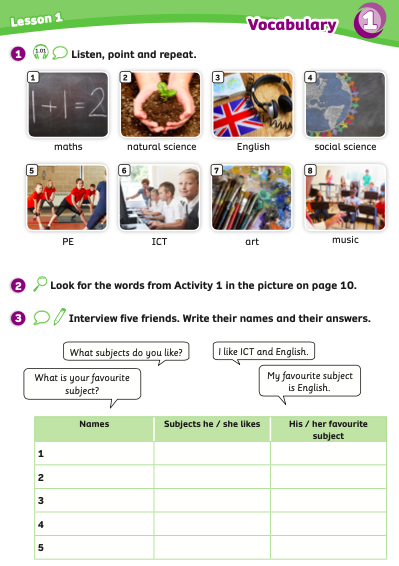 Lesson 1
Vocabulary 1
1 1.01 Listen, point and repeat.
1 2 3 4
1+1=2
maths natural science English social science
5 6 7 8
PE ICT art music
2 Look for the words from Activity 1 in the picture on page 10.
3 Interview five friends. Write their names and their answers.
What subjects do you like? I like ICT and English.
What is your favourite
subject?
My favourite subject
is English.
Names Subjects he / she likes His / her favourite
subject
1
2
3
4
5